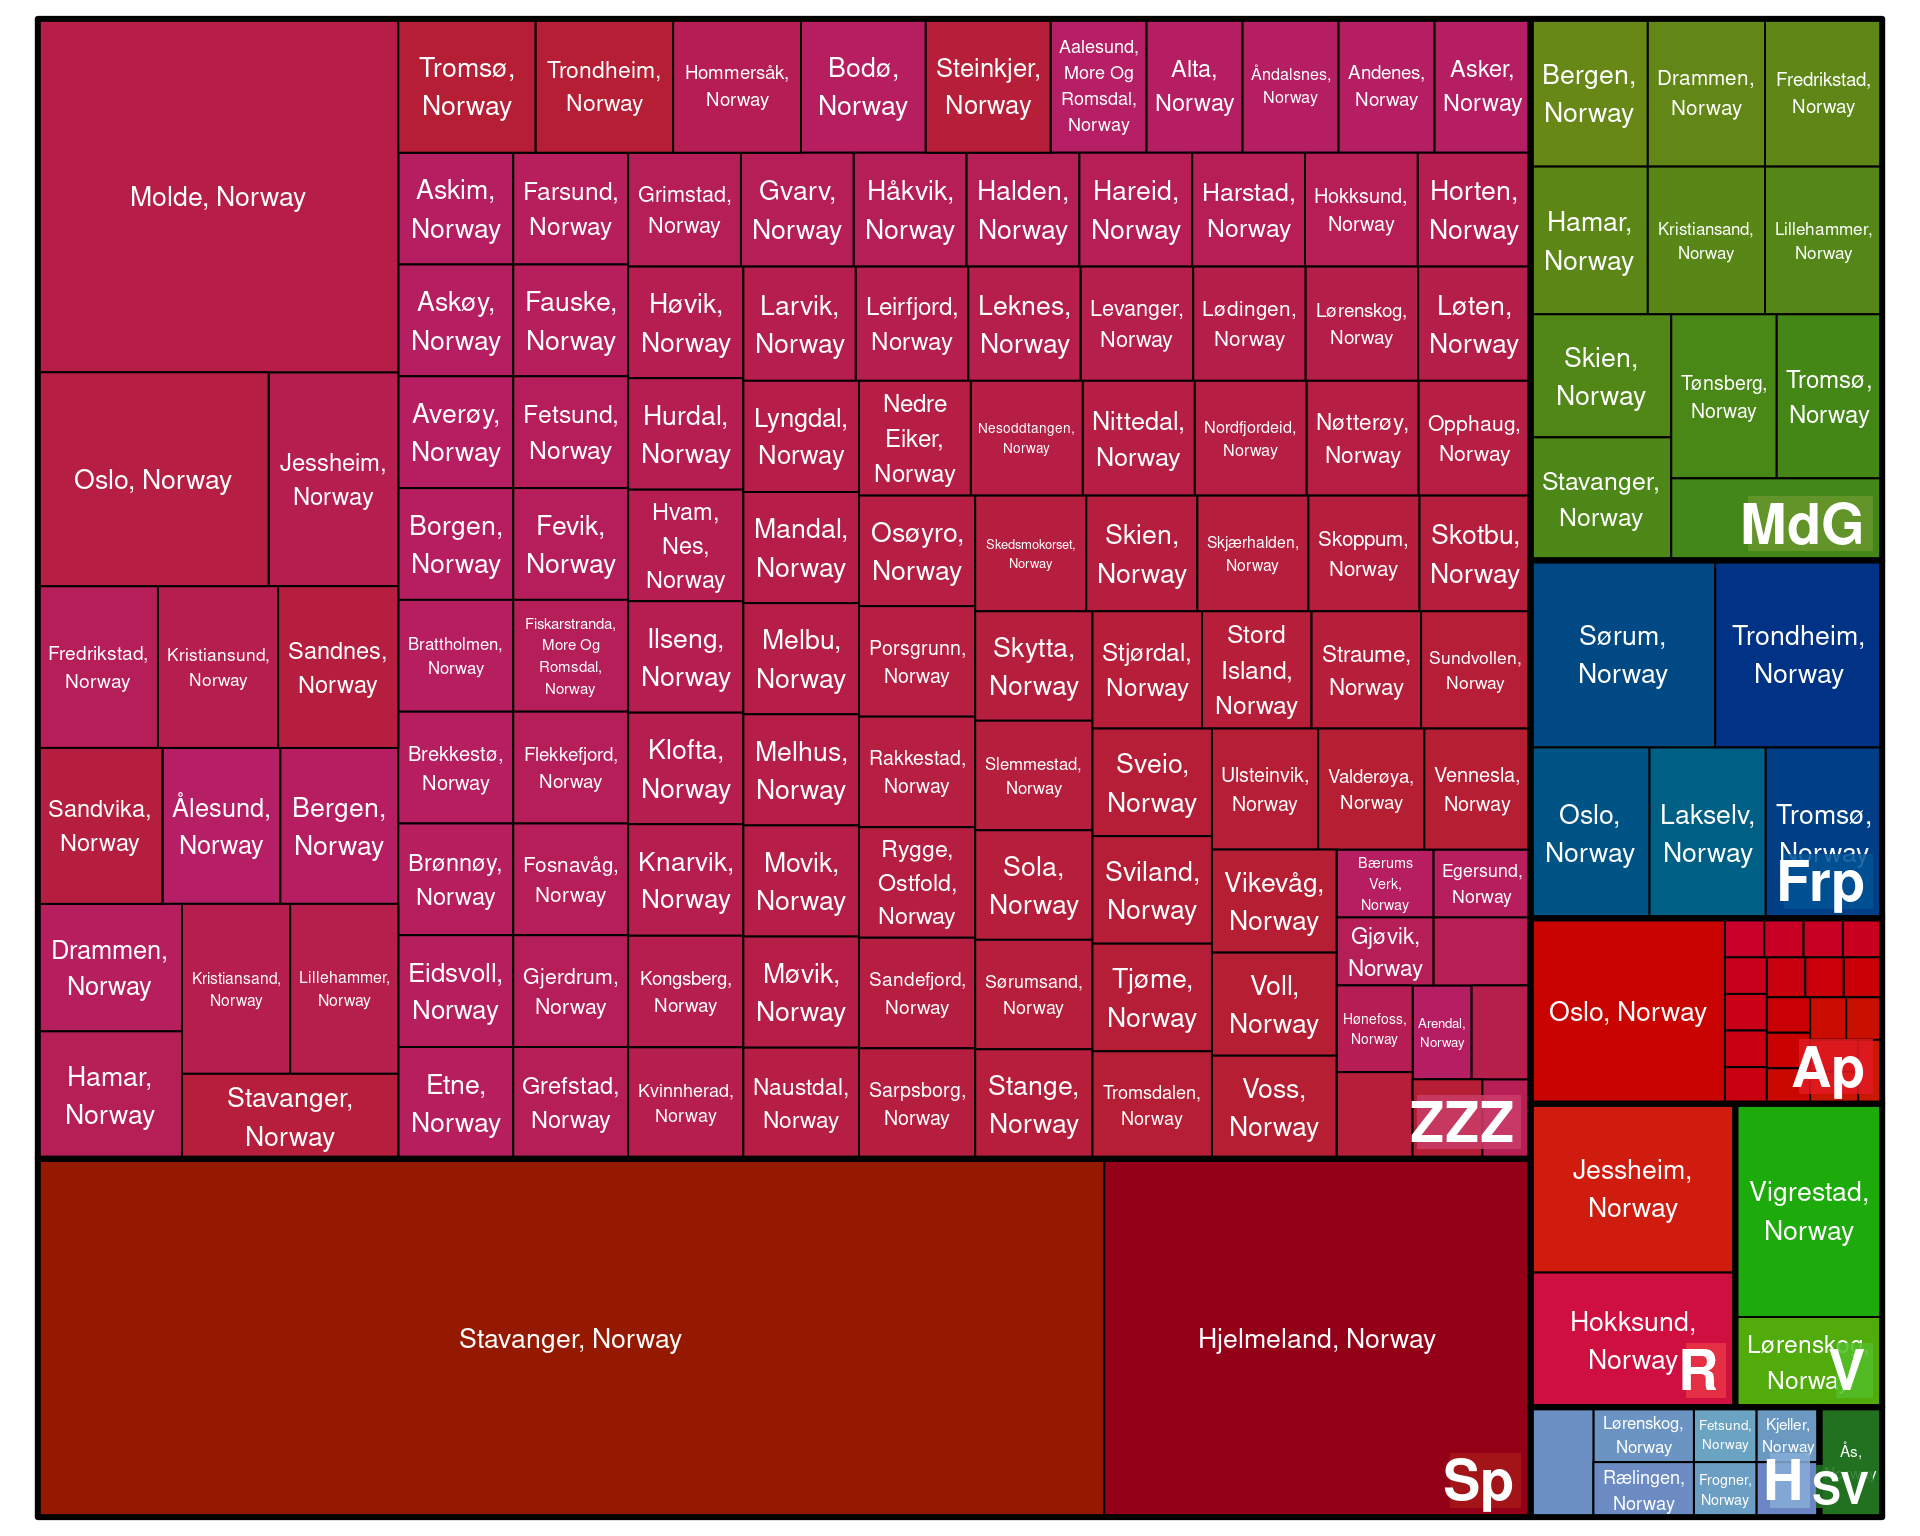 Molde, Norway
Oslo, Norway
Jessheim,
Norway
Fredrikstad,
Norway
Kristiansund,
Norway
Sandnes,
Norway
Sandvika,
Norway
Ålesund,
Norway
Bergen,
Norway
Drammen,
Norway
Kristiansand,
Norway
Lillehammer,
Norway
Hamar,
Norway
Stavanger,
Norway
Tromsø,
Norway
Trondheim,
Norway
Hommersåk,
Norway
Bodø,
Norway
Steinkjer,
Norway
Aalesund,
More Og
Romsdal,
Norway
Alta,
Norway
Åndalsnes,
Norway
Andenes,
Norway
Asker,
Norway
Askim,
Norway
Farsund,
Norway
Grimstad,
Norway
Gvarv,
Norway
Håkvik,
Norway
Halden,
Norway
Hareid,
Norway
Harstad,
Norway
Hokksund,
Norway
Horten,
Norway
Askøy,
Norway
Fauske,
Norway
Høvik,
Norway
Larvik,
Norway
Leirfjord,
Norway
Leknes,
Norway
Levanger,
Norway
Lødingen,
Norway
Lørenskog,
Norway
Løten,
Norway
Averøy,
Norway
Fetsund,
Norway
Hurdal,
Norway
Lyngdal,
Norway
Nedre
Eiker,
Norway
Nesoddtangen,
Norway
Nittedal,
Norway
Nordfjordeid,
Norway
Nøtterøy,
Norway
Opphaug,
Norway
Borgen,
Norway
Fevik,
Norway
Hvam,
Nes,
Norway
Mandal,
Norway
Osøyro,
Norway
Skedsmokorset,
Norway
Skien,
Norway
Skjærhalden,
Norway
Skoppum,
Norway
Skotbu,
Norway
Brattholmen,
Norway
Fiskarstranda,
More Og
Romsdal,
Norway
Ilseng,
Norway
Melbu,
Norway
Porsgrunn,
Norway
Skytta,
Norway
Stjørdal,
Norway
Stord
Island,
Norway
Straume,
Norway
Sundvollen,
Norway
Brekkestø,
Norway
Flekkefjord,
Norway
Kløfta,
Norway
Melhus,
Norway
Rakkestad,
Norway
Slemmestad,
Norway
Sveio,
Norway
Ulsteinvik,
Norway
Valderøya,
Norway
Vennesla,
Norway
Brønnøy,
Norway
Fosnavåg,
Norway
Knarvik,
Norway
Movik,
Norway
Rygge,
Ostfold,
Norway
Sola,
Norway
Sviland,
Norway
Vikevåg,
Norway
Bærums
Verk,
Norway
Egersund,
Norway
Gjøvik,
Norway
Eidsvoll,
Norway
Gjerdrum,
Norway
Kongsberg,
Norway
Møvik,
Norway
Sandefjord,
Norway
Sørumsand,
Norway
Tjøme,
Norway
Voll,
Norway
Hønefoss,
Norway
Arendal,
Norway
Etne,
Norway
Grefstad,
Norway
Kvinnherad,
Norway
Naustdal,
Norway
Sarpsborg,
Norway
Stange,
Norway
Tromsdalen,
Norway
Voss,
Norway
ZZZ
Stavanger, Norway
Hjelmeland, Norway
Sp
Bergen,
Norway
Drammen,
Norway
Fredrikstad,
Norway
Hamar,
Norway
Kristiansand,
Norway
Lillehammer,
Norway
Skien,
Norway
Tønsberg,
Norway
Tromsø,
Norway
Stavanger,
Norway
MdG
Sørum,
Norway
Trondheim,
Norway
Oslo,
Norway
Lakselv,
Norway
Tromsø,
Norway
Frp
Oslo, Norway
Ap
Jessheim,
Norway
Hokksund,
Norway
R
Vigrestad,
Norway
Lørenskog,
Norway
V
Lørenskog,
Norway
Fetsund,
Norway
Kjeller,
Norway
Rælingen,
Norway
Frogner,
Norway
H
Ås,
SV